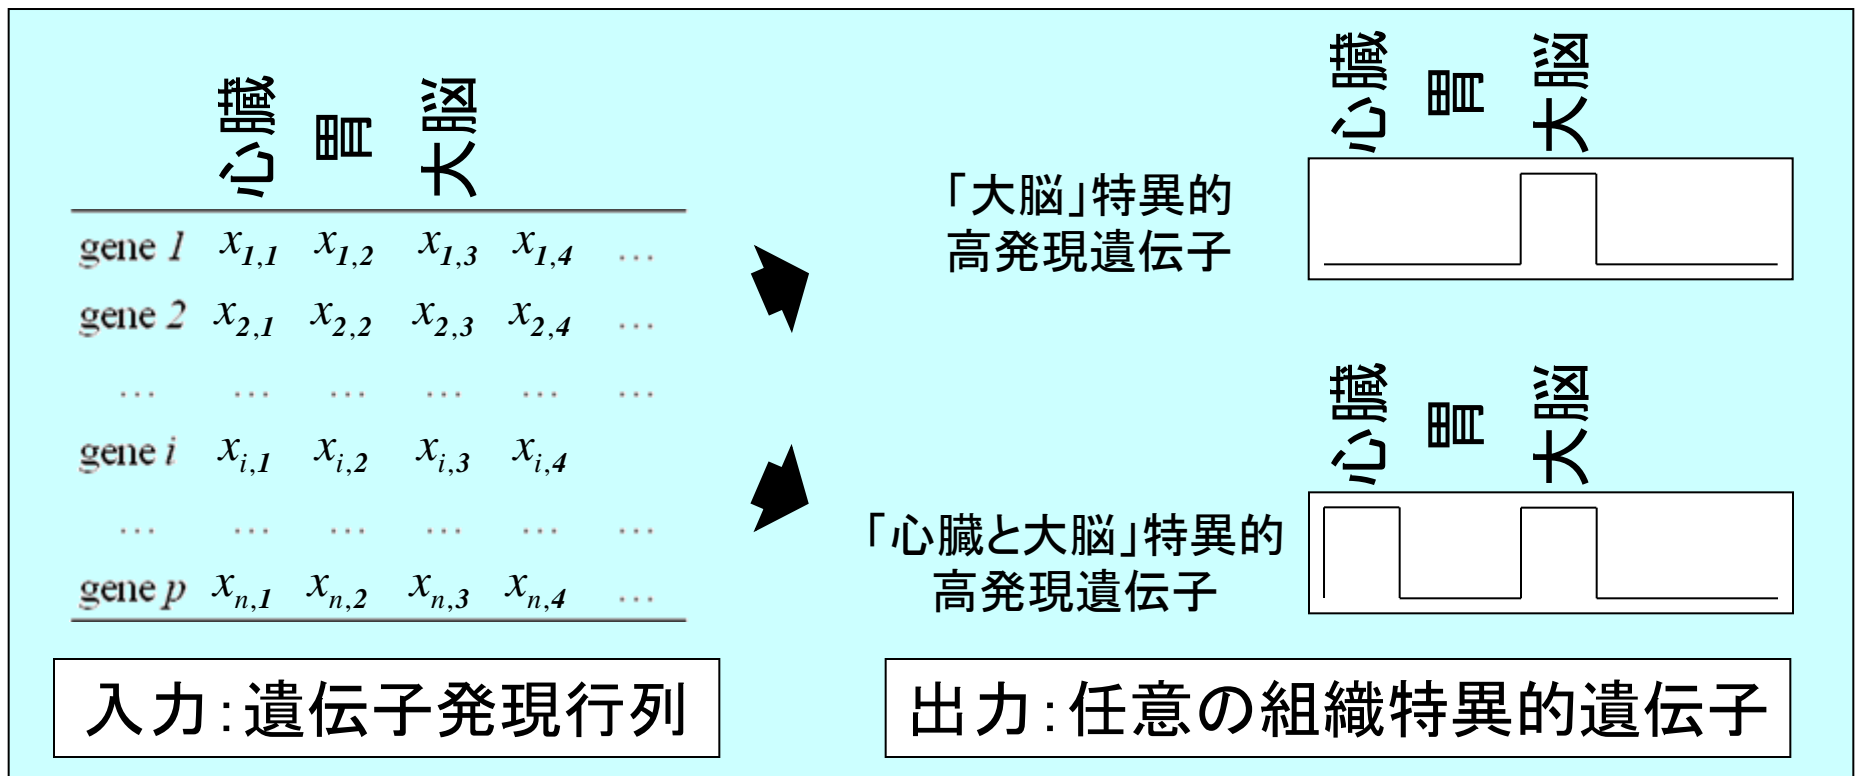 心臓 胃 大脳
gene 1 x1,1 x1,2 x1,3 x1,4 ...
gene 2 x2,1 x2,2 x2,3 x2,4 ...
... ... ... ... ... ...
gene i xi,1 xi,2 xi,3 xi,4
... ... ... ... ... ...
gene p xn,1 xn,2 xn,3 xn,4 ...
入力:遺伝子発現行列
心臓 胃 大脳
「大脳」特異的
高発現遺伝子
心臓 胃 大脳
「心臓と大脳」特異的
高発現遺伝子
出力:任意の組織特異的遺伝子